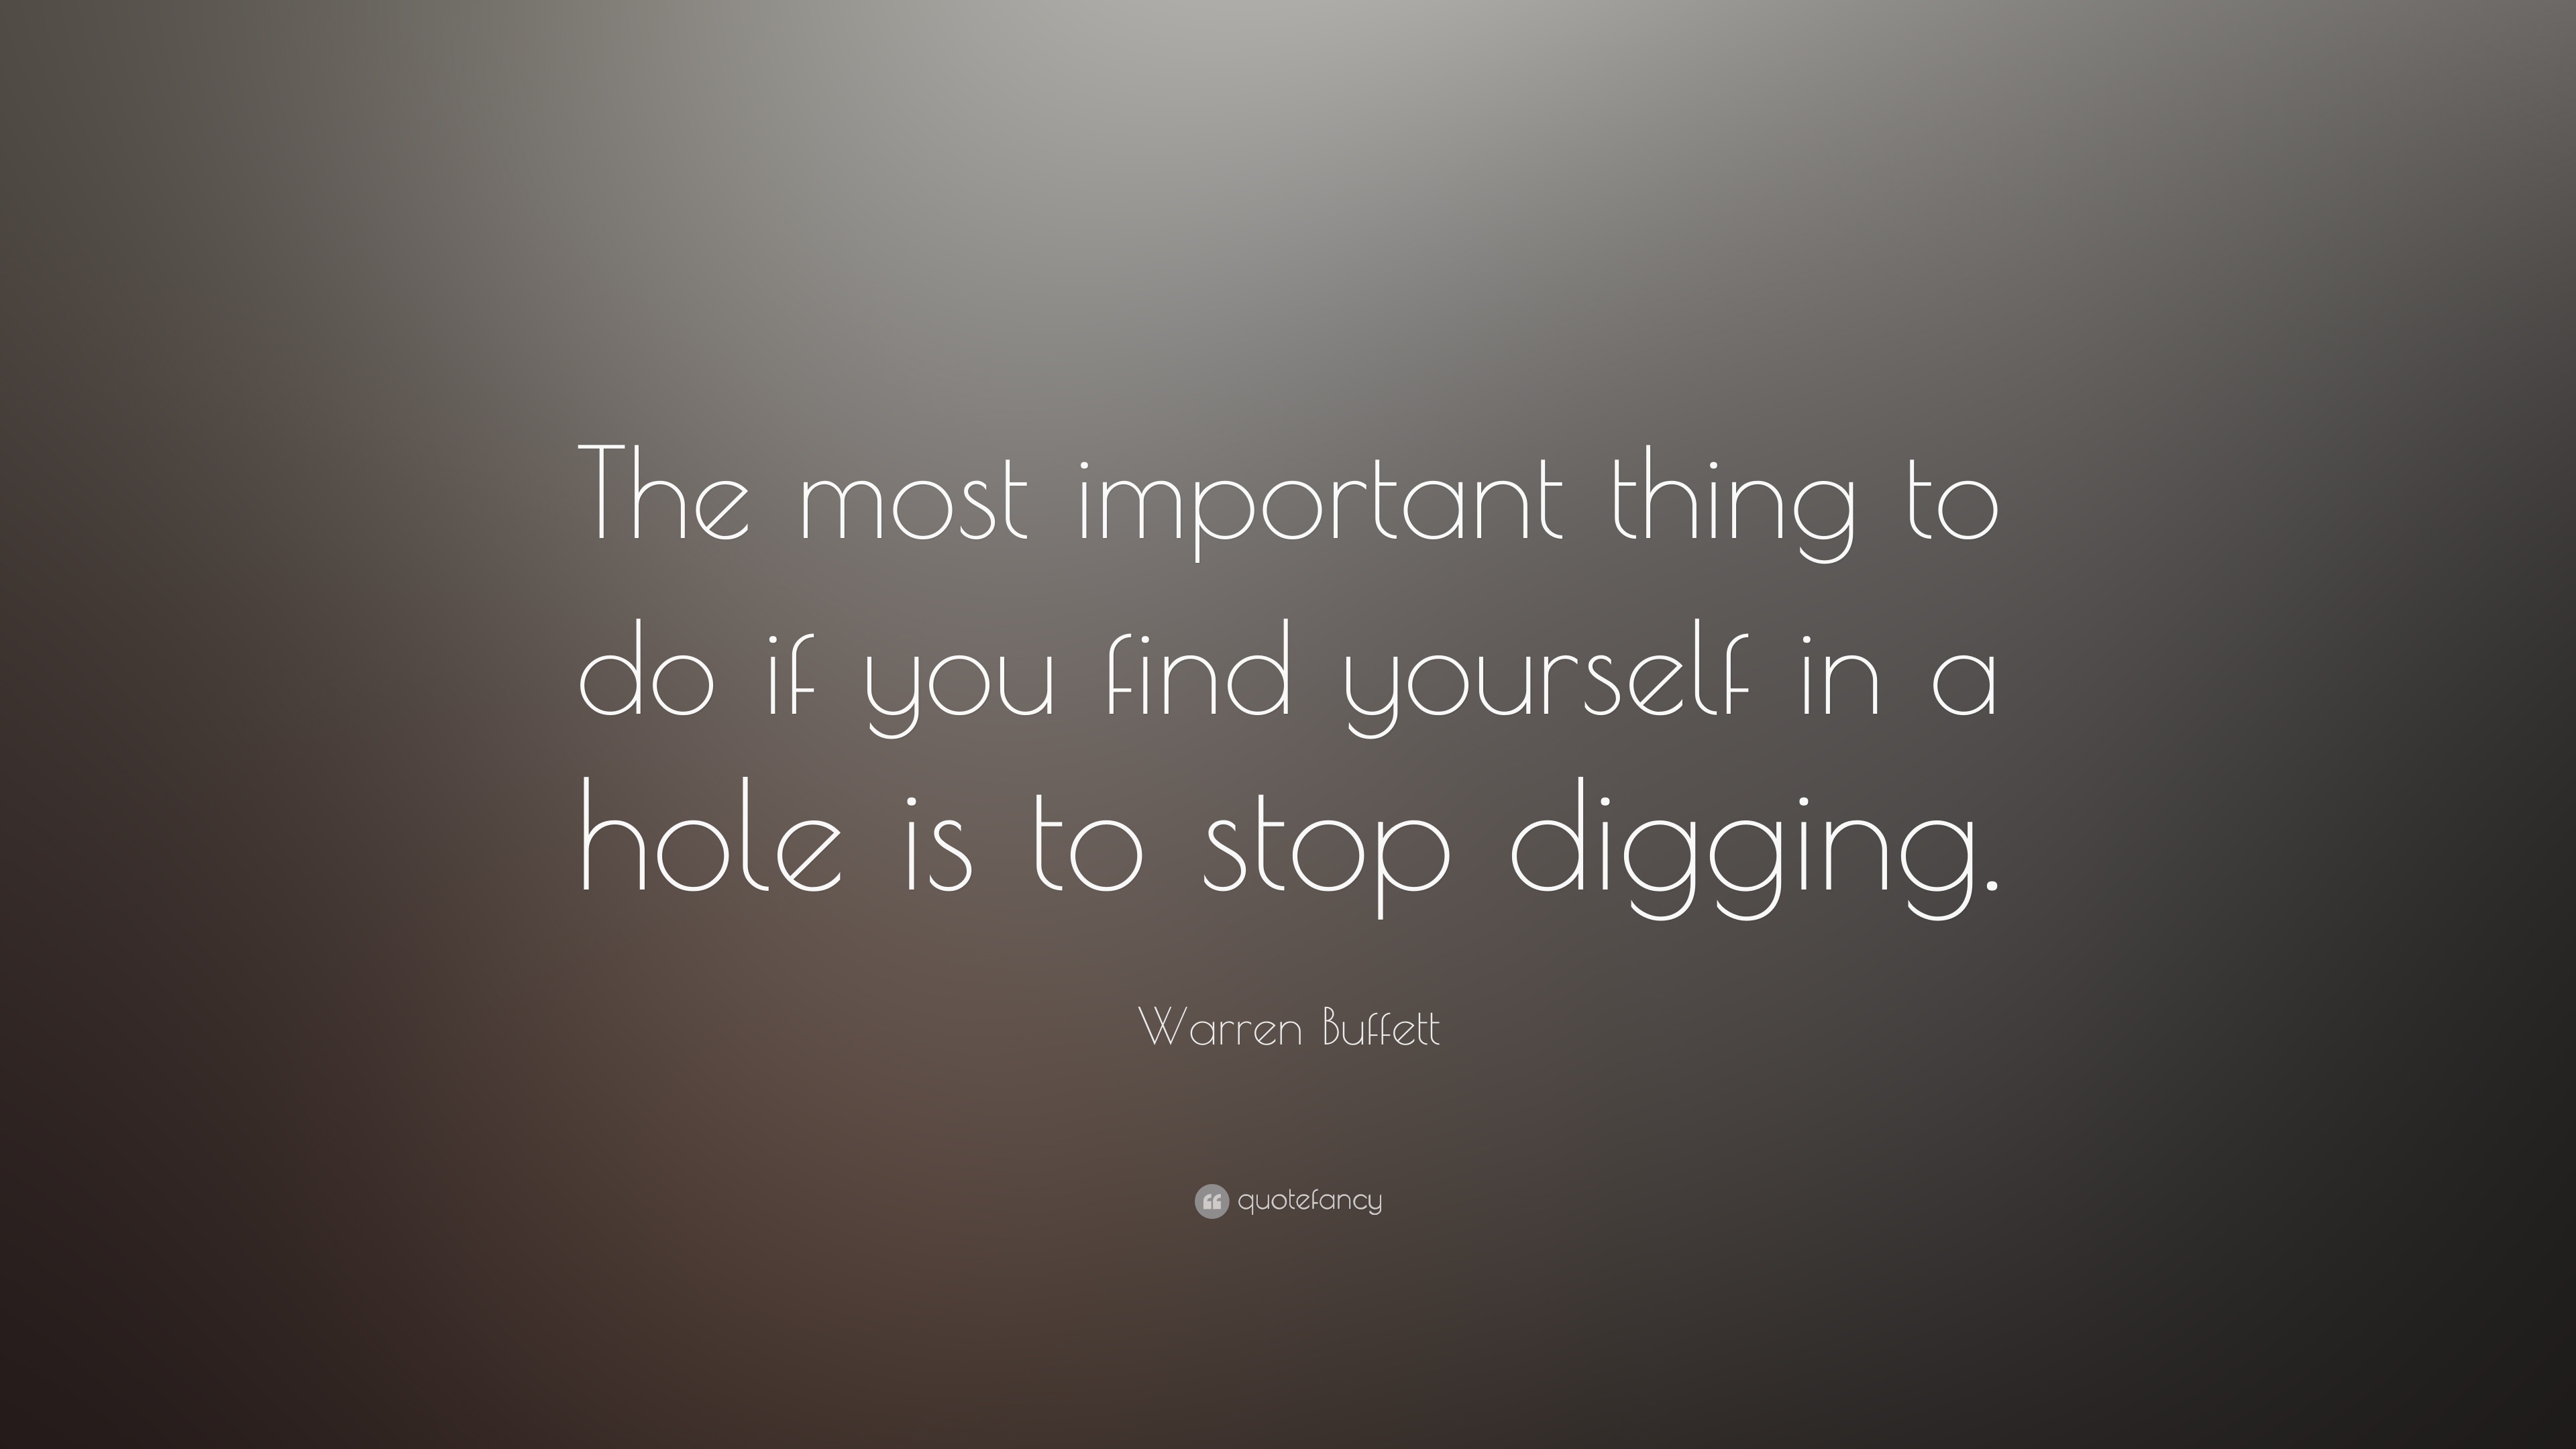 The most important thing to
do if you find yourself in a
hole is to stop digging.
Warren Buffett
quotefancy